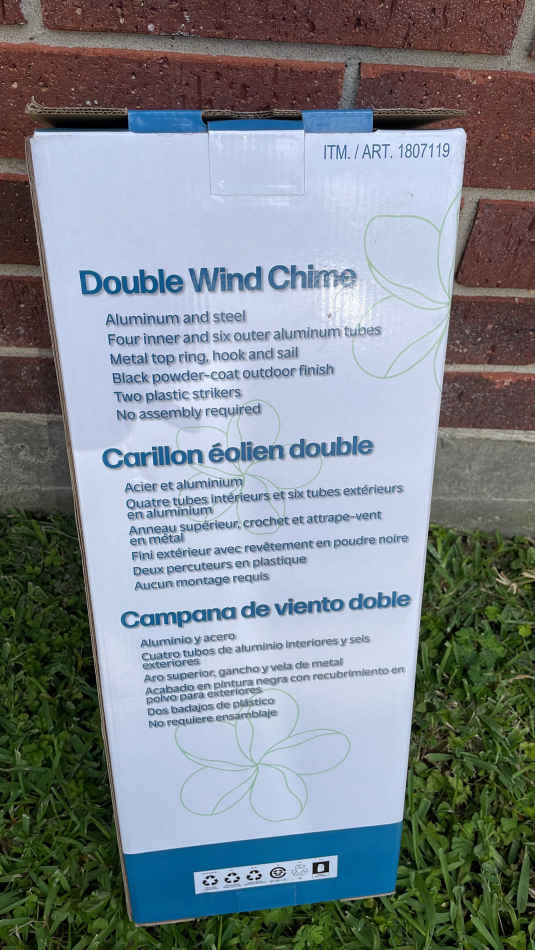 ITM. / ART. 1807119
Double Wind Chime
Aluminum and steel
Four inner and six outer aluminum tubes
Metal top ring, hook and sail
Black powder-coat outdoor finish
Two plastic strikers
No assembly required
Carillon éolien double
Acier et aluminium
Quatre tubes intérieurs et six tubes extérieurs
en aluminium
Anneau supérieur, crochet et attrape-vent
en métal
Fini extérieur avec revêtement en poudre noire
Deux percuteurs en plastique
Aucun montage requis
Campana de viento doble
Aluminio y acero
Cuatro tubos de aluminio interiores y seis
exteriores
Aro superior, gancho y vela de metal
Acabado en pintura negra con recubrimiento en
polvo para exteriores
Dos badajos de plástico
No requiere ensamblaje